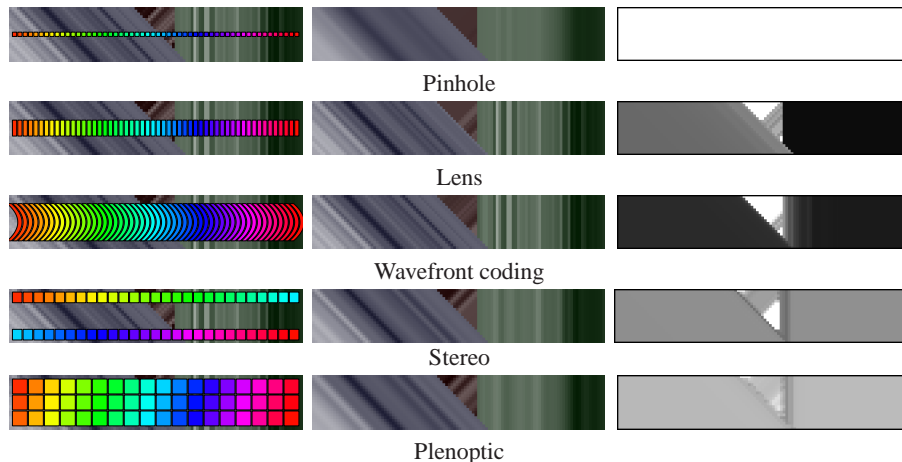 Pinhole
Lens
Wavefront coding
Stereo
Plenoptic